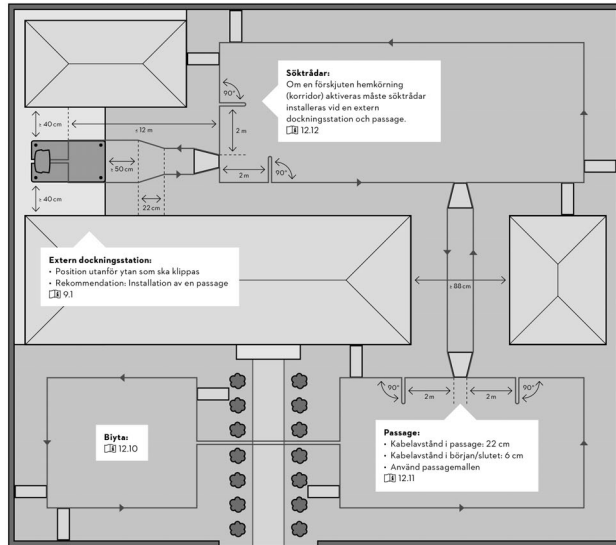 Söktrådar:
Om en förskjuten hemkörning
(korridor) aktiveras måste söktrådar
installeras vid en extern
dockningsstation och passage.
12.12
90°
≥ 40 cm
≤ 12 m
2 m
≥ 50 cm
2 m
90°
22 cm
≥ 40 cm
Extern dockningsstation:
• Position utanför ytan som ska klippas
• Rekommendation: Installation av en passage
9.1
≥ 88 cm
90°
2 m
2 m
90°
Biyta:
12.10
Passage:
• Kabelavstånd i passage: 22 cm
• Kabelavstånd i början/slutet: 6 cm
• Använd passagemallen
12.11